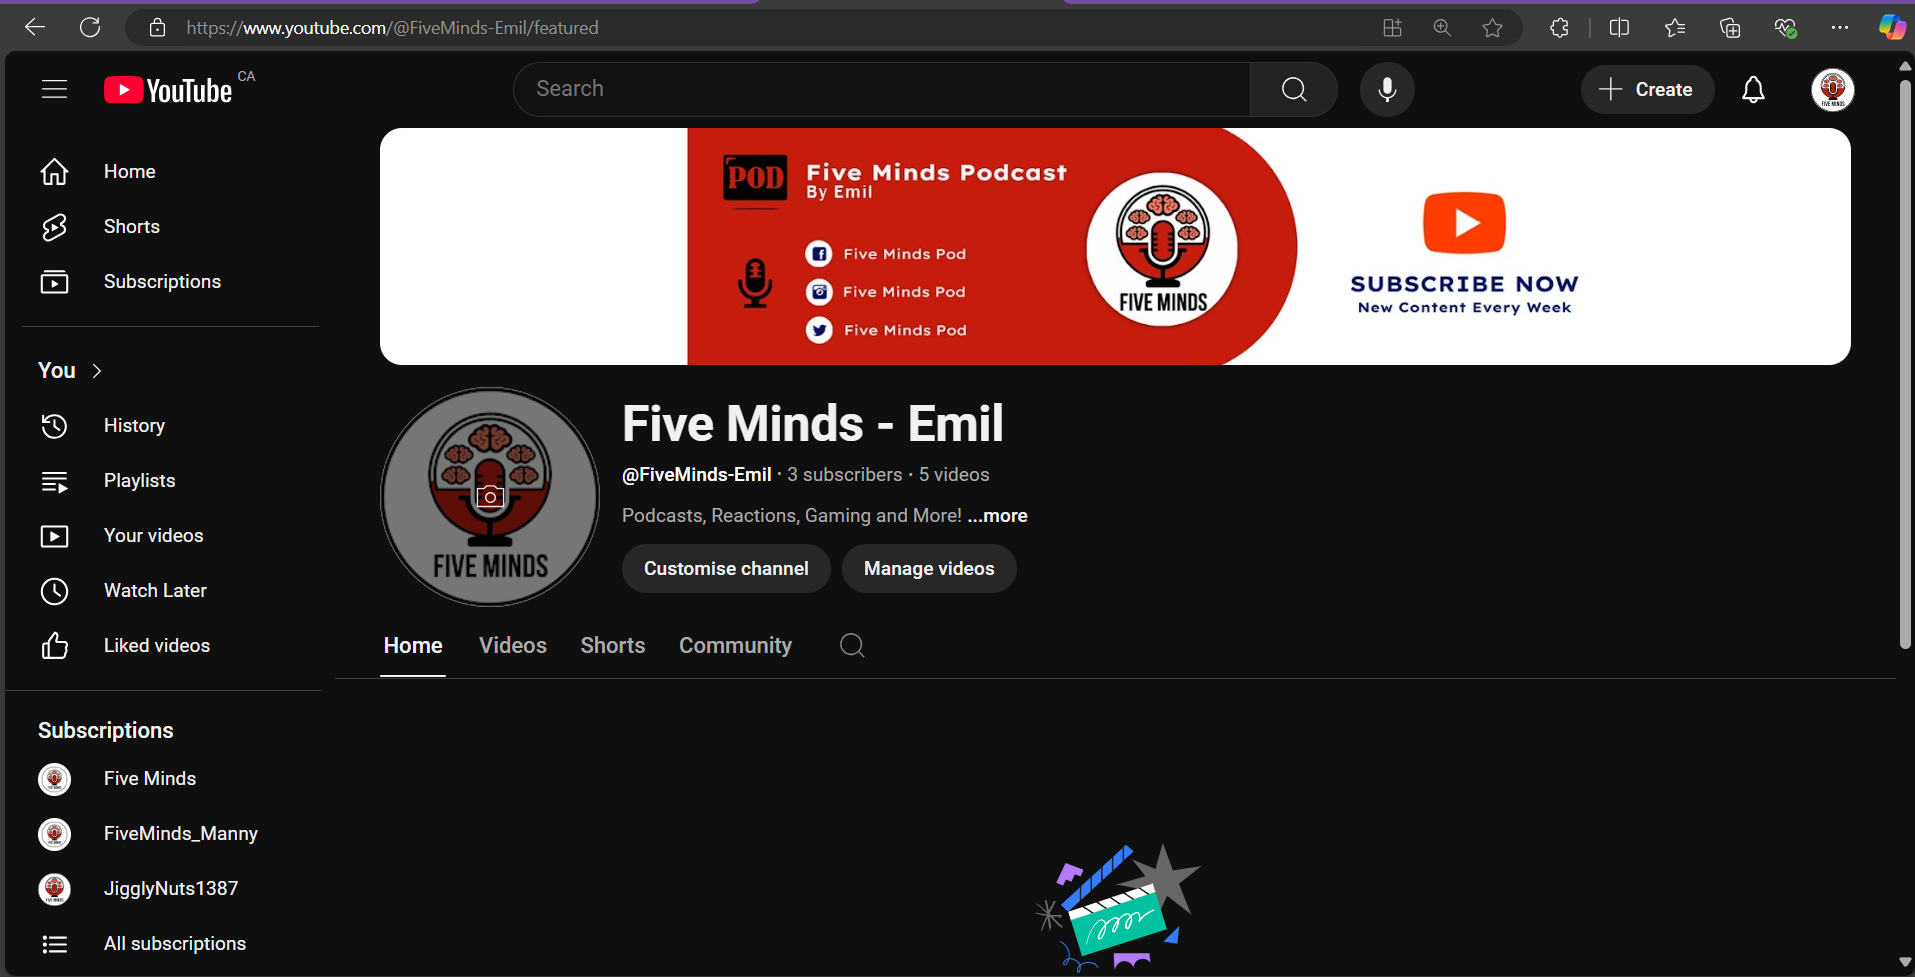 https://www.youtube.com/@FiveMinds-Emil/featured
YouTube CA
Search
Create
FIVE MINDS
Home
Shorts
Subscriptions
You
History
Playlists
Your videos
Watch Later
Liked videos
Subscriptions
Five Minds
FiveMinds_Manny
JigglyNuts1387
All subscriptions
POD
Five Minds Podcast
By Emil
Five Minds Pod
Five Minds Pod
Five Minds Pod
FIVE MINDS
SUBSCRIBE NOW
New Content Every Week
FIVE MINDS
Five Minds - Emil
@FiveMinds-Emil · 3 subscribers · 5 videos
Podcasts, Reactions, Gaming and More! ...more
Customise channel
Manage videos
Home
Videos
Shorts
Community